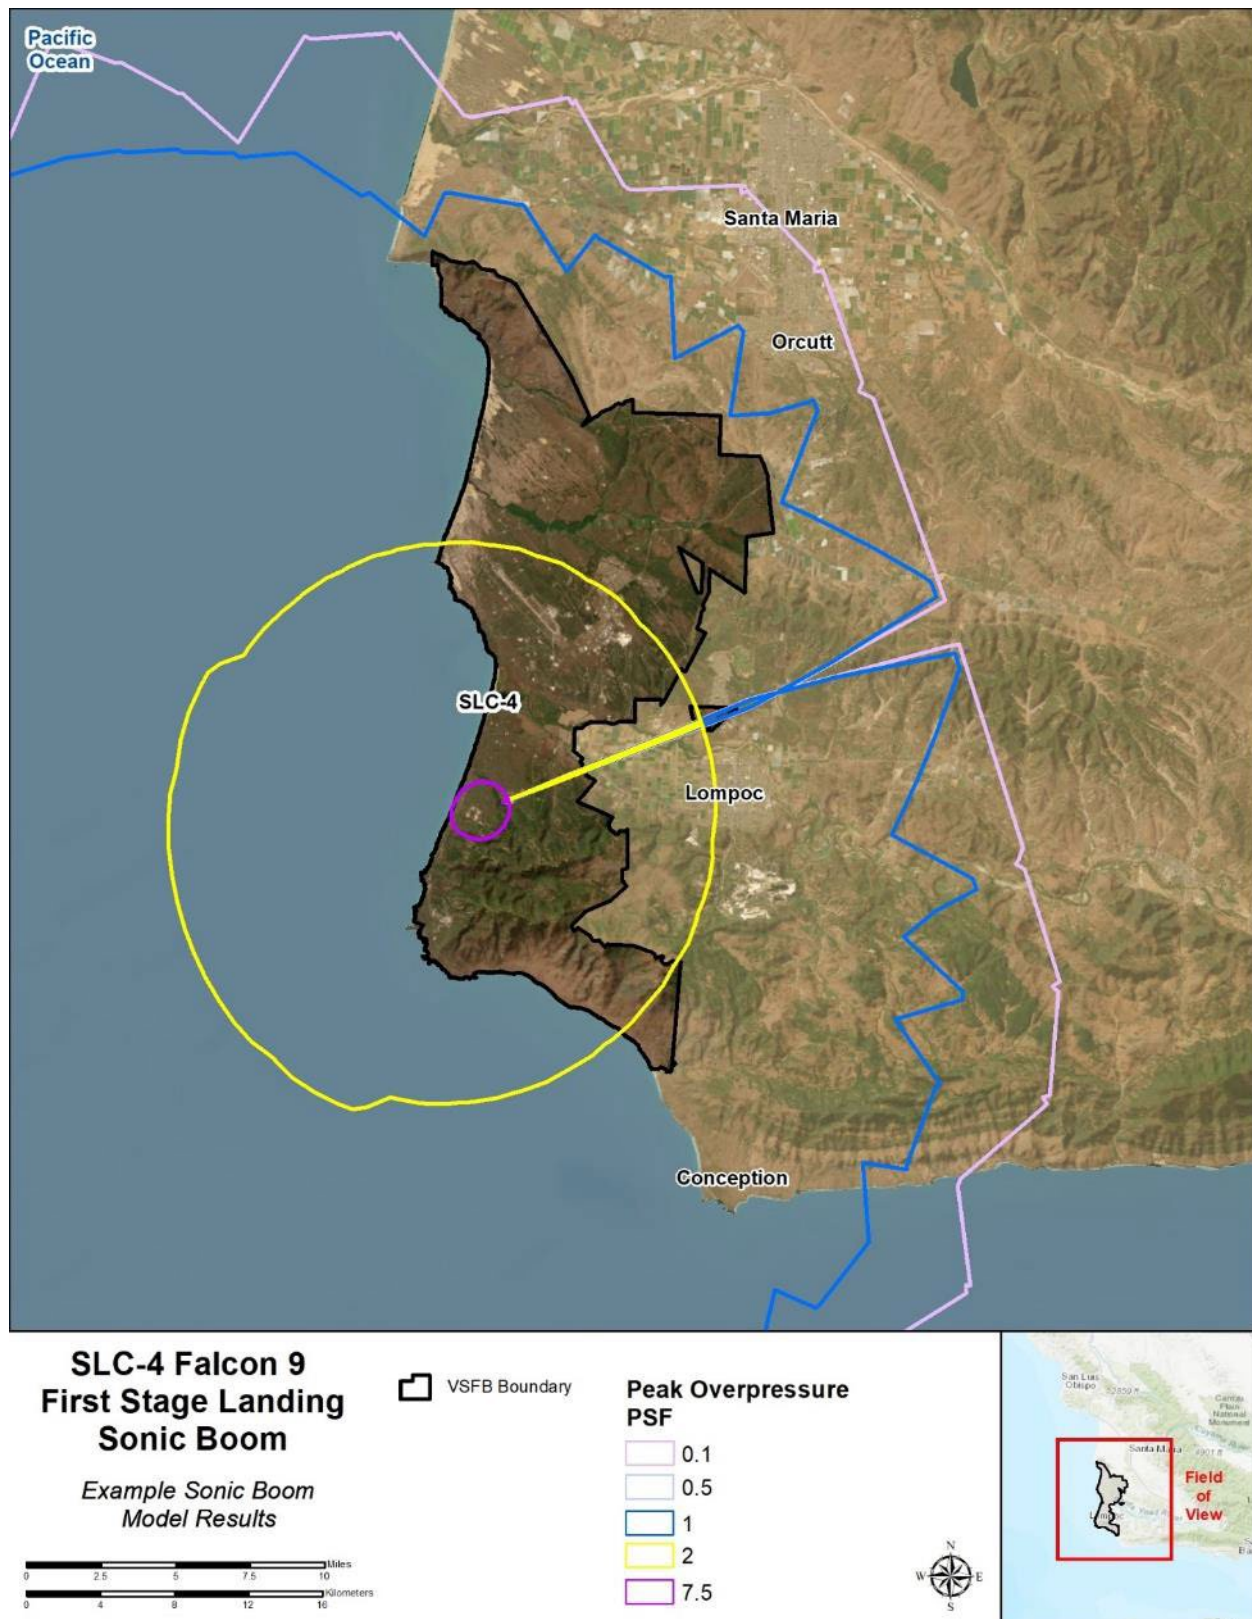 Pacific
Ocean
Santa Maria
Orcutt
SLC-4
Lompoc
Conception
SLC-4 Falcon 9
First Stage Landing
Sonic Boom
Example Sonic Boom
Model Results
Miles
0 2.5 5 7.5 10
Kilometers
0 4 8 12 16
VSFB Boundary
Peak Overpressure
PSF
0.1
0.5
1
2
7.5
N
W E
S
San Luis
Obispo
Plain
National
Monument
Santa Maria
Field
of
View